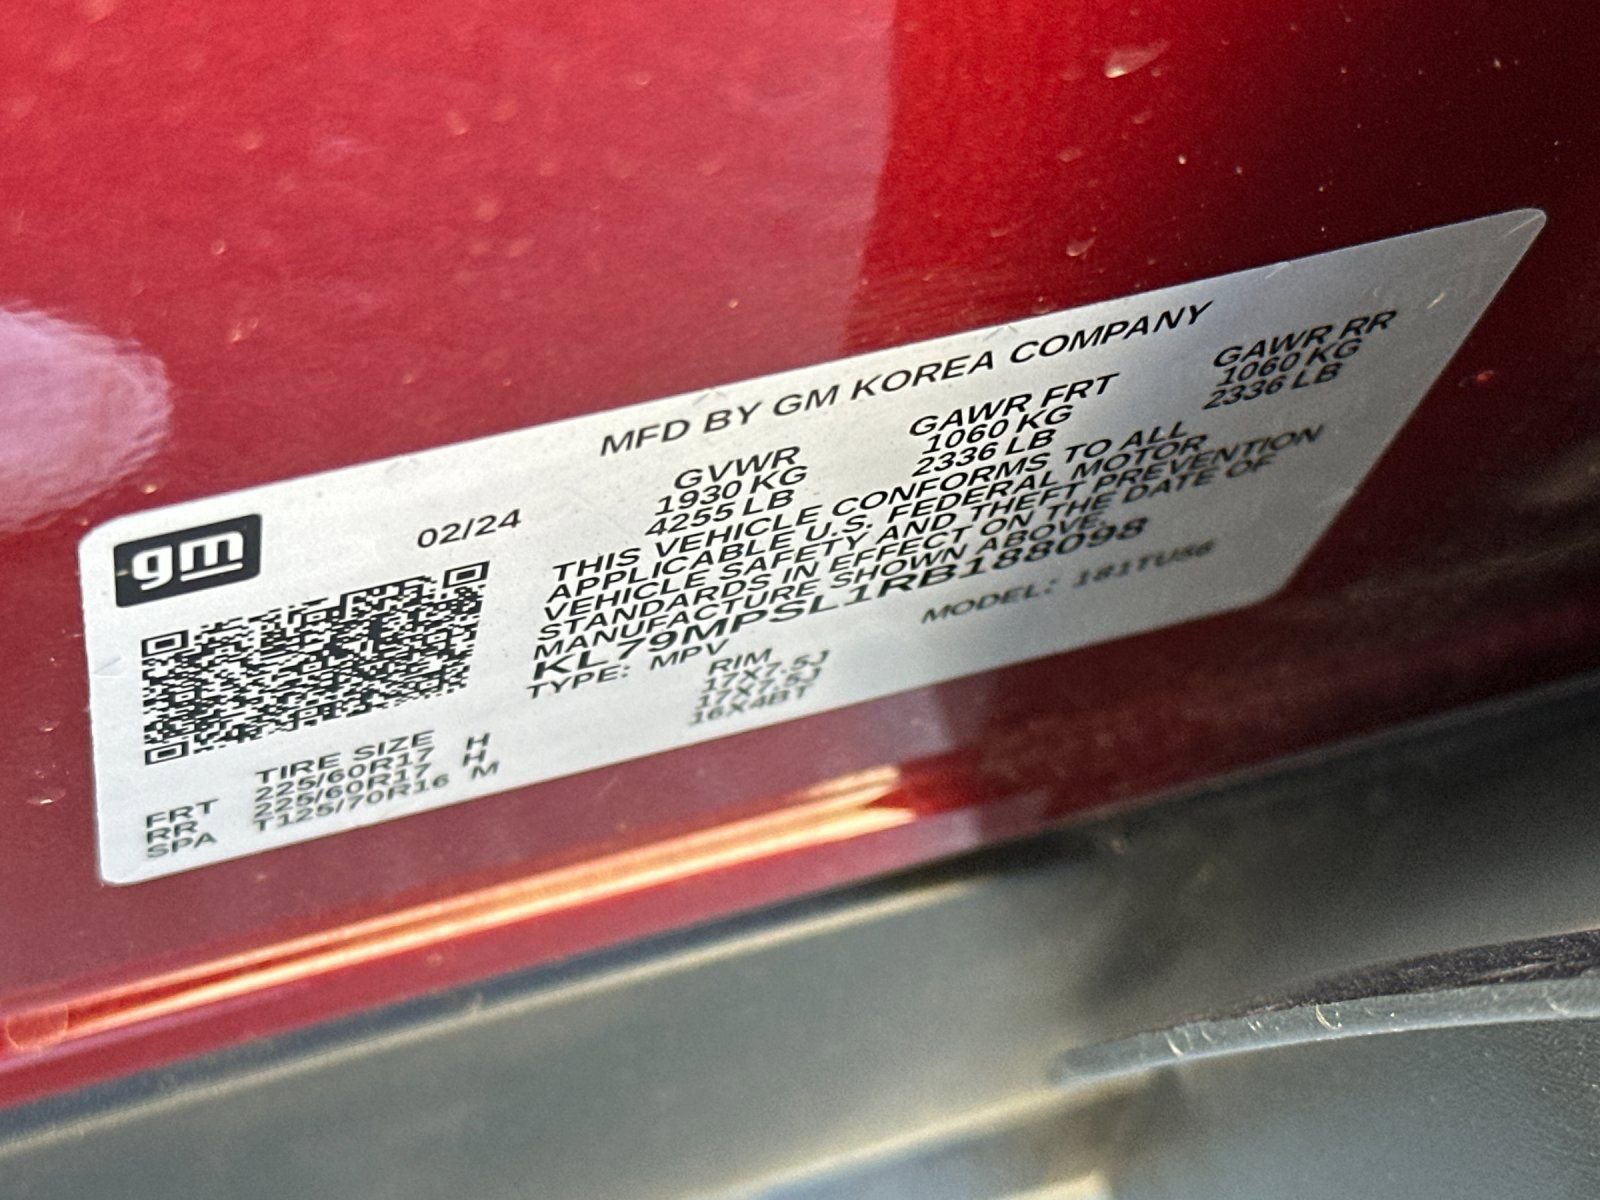 gm
02/24
MFD BY GM KOREA COMPANY
GVWR GAWR FRT GAWR RR
1930 KG 1060 KG 1060 KG
4255 LB 2336 LB 2336 LB
THIS VEHICLE CONFORMS TO ALL
APPLICABLE U.S. FEDERAL MOTOR
VEHICLE SAFETY AND THEFT PREVENTION
STANDARDS IN EFFECT ON THE DATE OF
MANUFACTURE SHOWN ABOVE.
KL79MPSL1RB188098
TYPE: MPV MODEL: 1B1TU56
TIRE SIZE RIM
FRT 225/60R17 H 17X7.5J
RR 225/60R17 H 17X7.5J
SPA T125/70R16 M 16X4BT